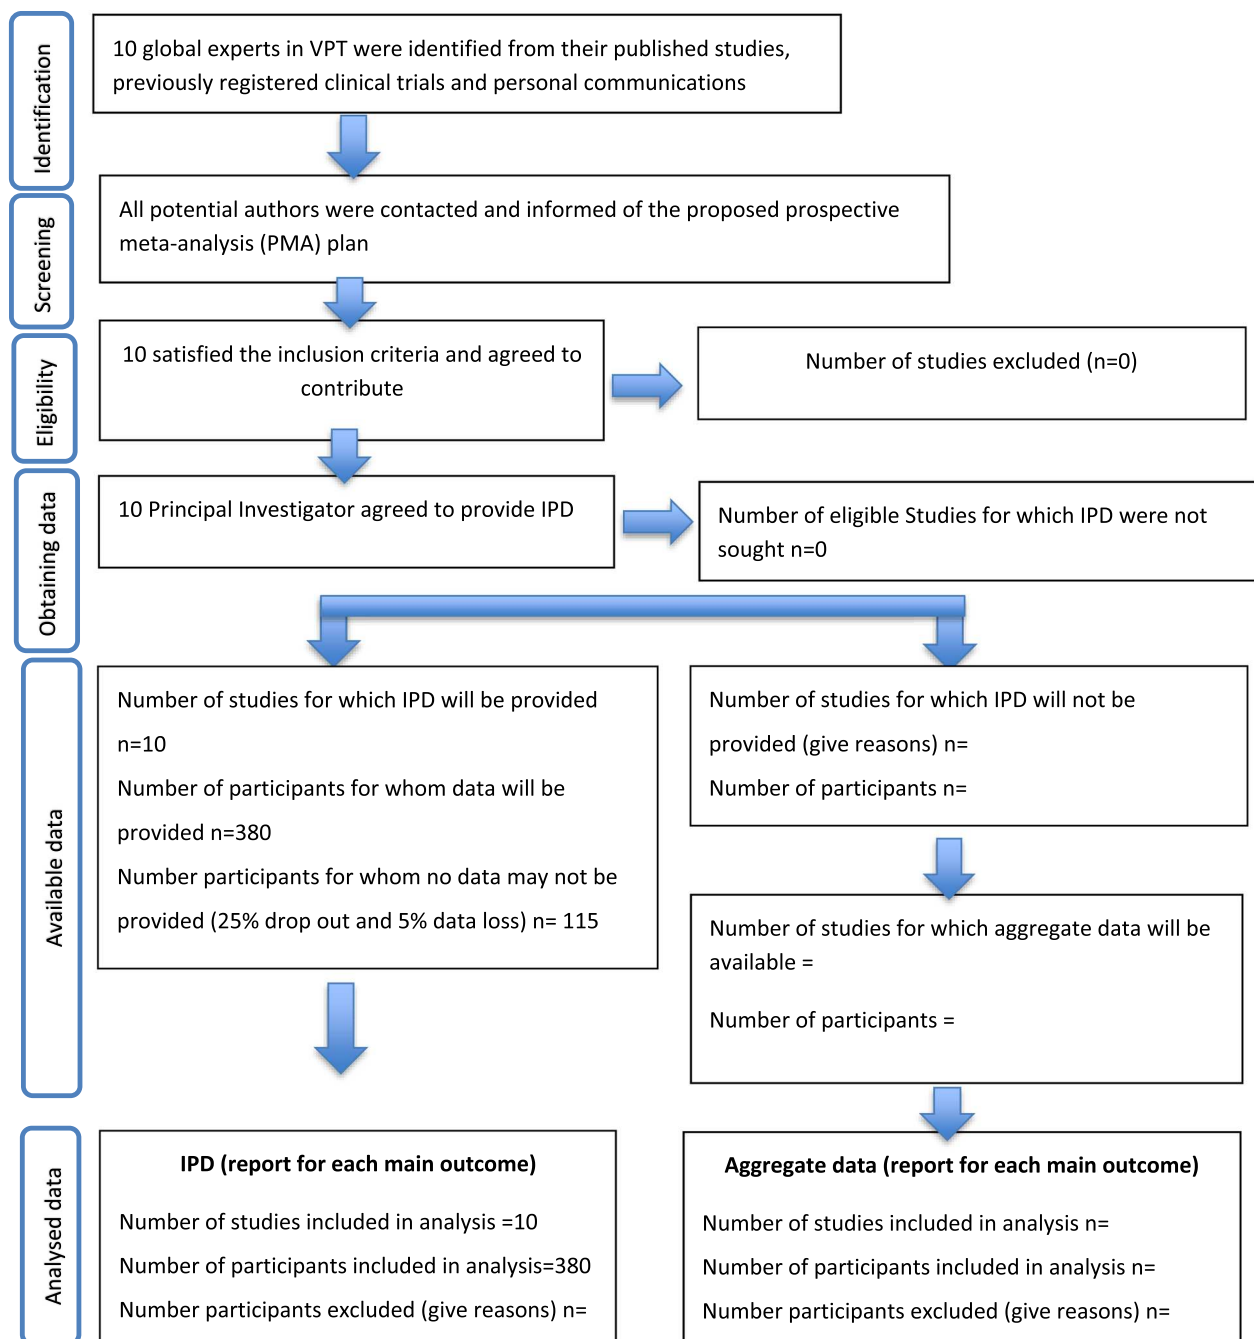 Identification
10 global experts in VPT were identified from their published studies,
previously registered clinical trials and personal communications
Screening
All potential authors were contacted and informed of the proposed prospective
meta-analysis (PMA) plan
Eligibility
10 satisfied the inclusion criteria and agreed to
contribute
Number of studies excluded (n=0)
Obtaining data
10 Principal Investigator agreed to provide IPD
Number of eligible Studies for which IPD were not
sought n=0
Available data
Number of studies for which IPD will be provided
n=10
Number of participants for whom data will be
provided n=380
Number participants for whom no data may not be
provided (25% drop out and 5% data loss) n= 115
Number of studies for which IPD will not be
provided (give reasons) n=
Number of participants n=
Number of studies for which aggregate data will be
available =
Number of participants =
Analysed data
IPD (report for each main outcome)
Number of studies included in analysis =10
Number of participants included in analysis=380
Number participants excluded (give reasons) n=
Aggregate data (report for each main outcome)
Number of studies included in analysis n=
Number of participants included in analysis n=
Number participants excluded (give reasons) n=